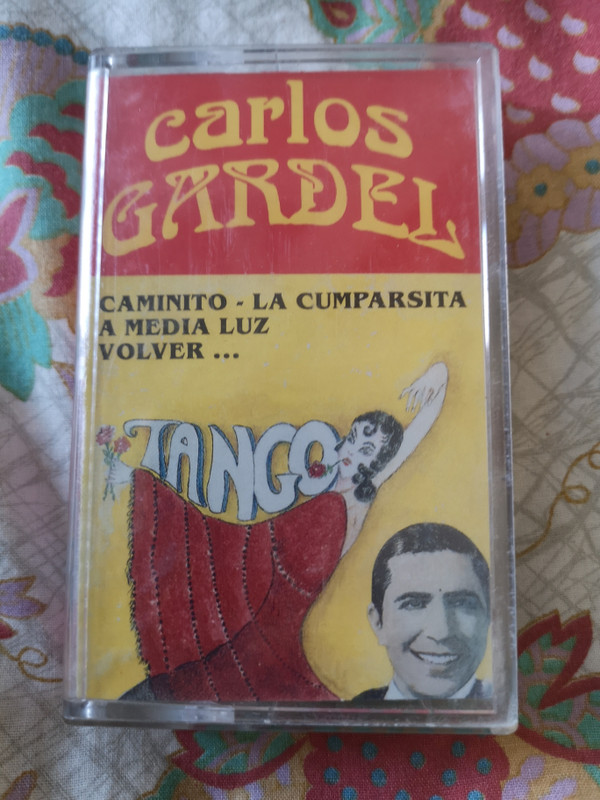 carlos
GARDEL
CAMINITO - LA CUMPARSITA
A MEDIA LUZ
VOLVER ...
TANGO